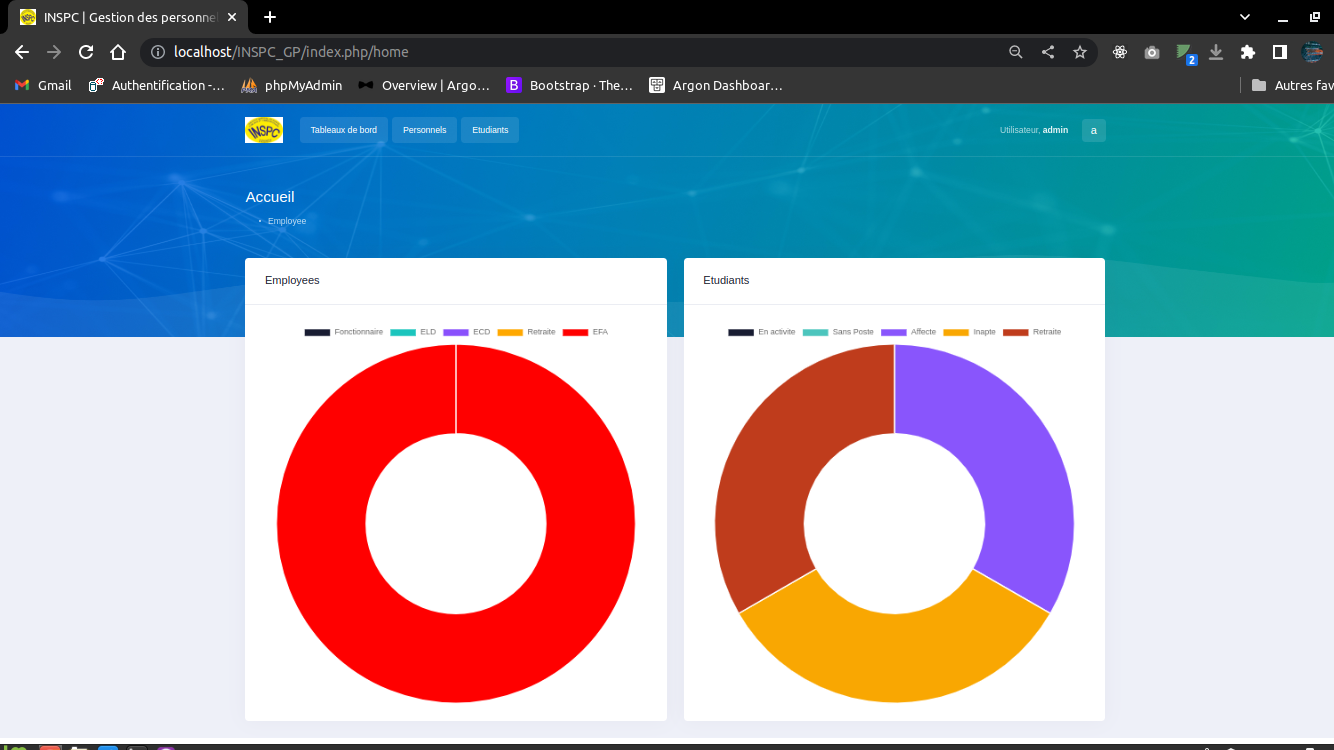 INSPC | Gestion des personnel
localhost/INSPC_GP/index.php/home
2
Gmail
Authentification -...
phpMyAdmin
Overview | Argo...
B
Bootstrap · The...
Argon Dashboar...
Autres fav
INSPC
Tableaux de bord
Personnels
Etudiants
Utilisateur, admin
a
Accueil
Employee
Employees
Fonctionnaire
ELD
ECD
Retraite
EFA
Etudiants
En activite
Sans Poste
Affecte
Inapte
Retraite